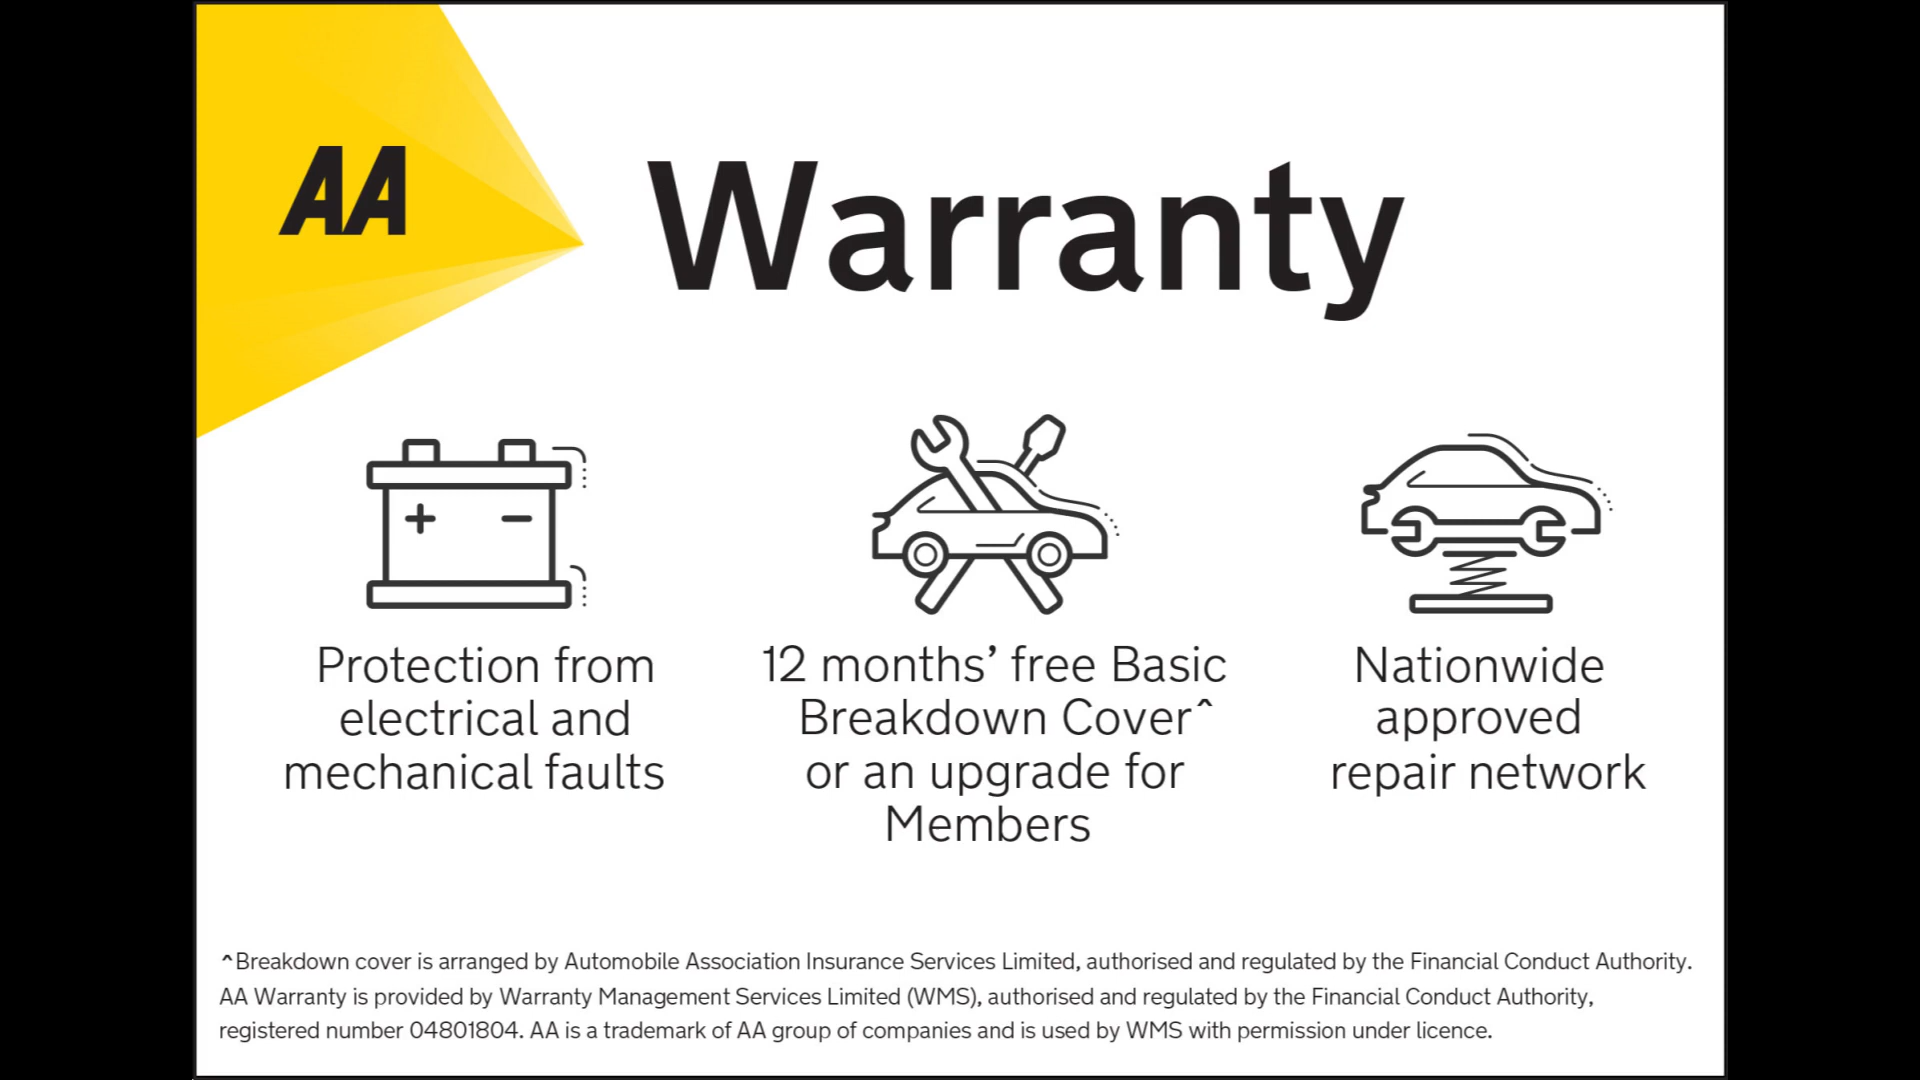 AA
Warranty
+ −
Protection from
electrical and
mechanical faults
12 months’ free Basic
Breakdown Cover^
or an upgrade for
Members
Nationwide
approved
repair network
^Breakdown cover is arranged by Automobile Association Insurance Services Limited, authorised and regulated by the Financial Conduct Authority.
AA Warranty is provided by Warranty Management Services Limited (WMS), authorised and regulated by the Financial Conduct Authority,
registered number 04801804. AA is a trademark of AA group of companies and is used by WMS with permission under licence.